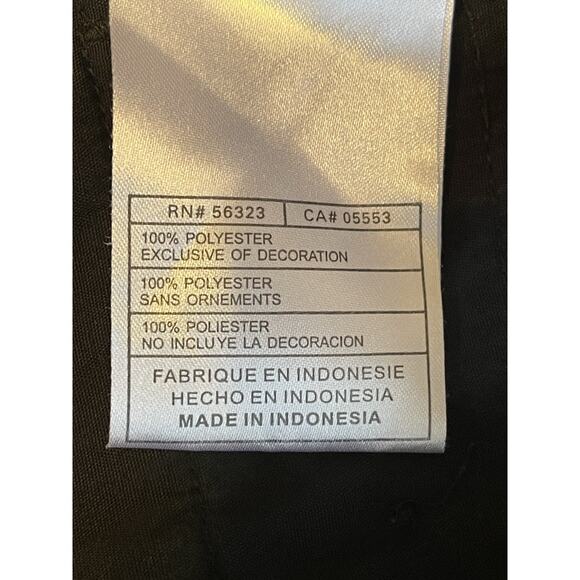 RN# 56323 CA# 05553
100% POLYESTER
EXCLUSIVE OF DECORATION
100% POLYESTER
SANS ORNEMENTS
100% POLIESTER
NO INCLUYE LA DECORACION
FABRIQUE EN INDONESIE
HECHO EN INDONESIA
MADE IN INDONESIA